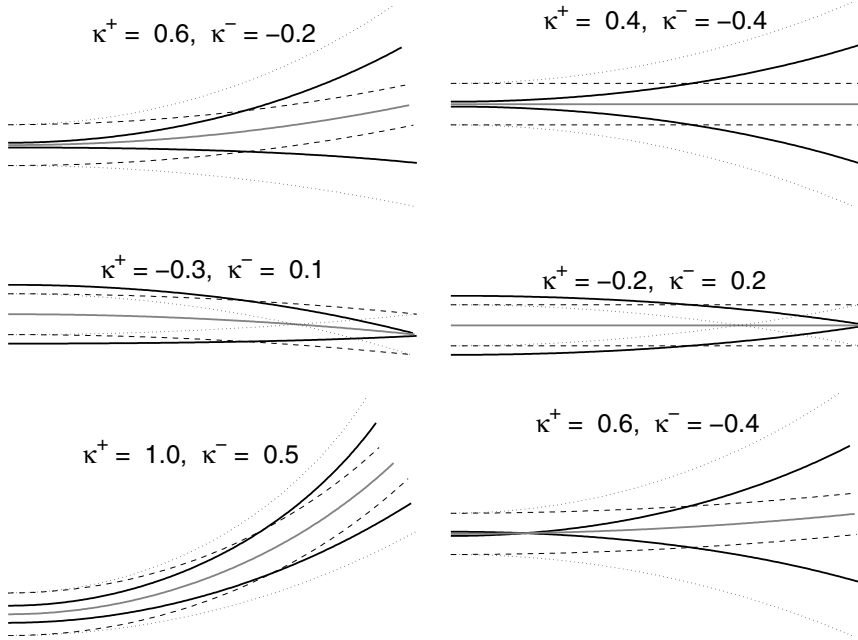 κ⁺ = 0.6, κ⁻ = −0.2
κ⁺ = 0.4, κ⁻ = −0.4
κ⁺ = −0.3, κ⁻ = 0.1
κ⁺ = −0.2, κ⁻ = 0.2
κ⁺ = 1.0, κ⁻ = 0.5
κ⁺ = 0.6, κ⁻ = −0.4